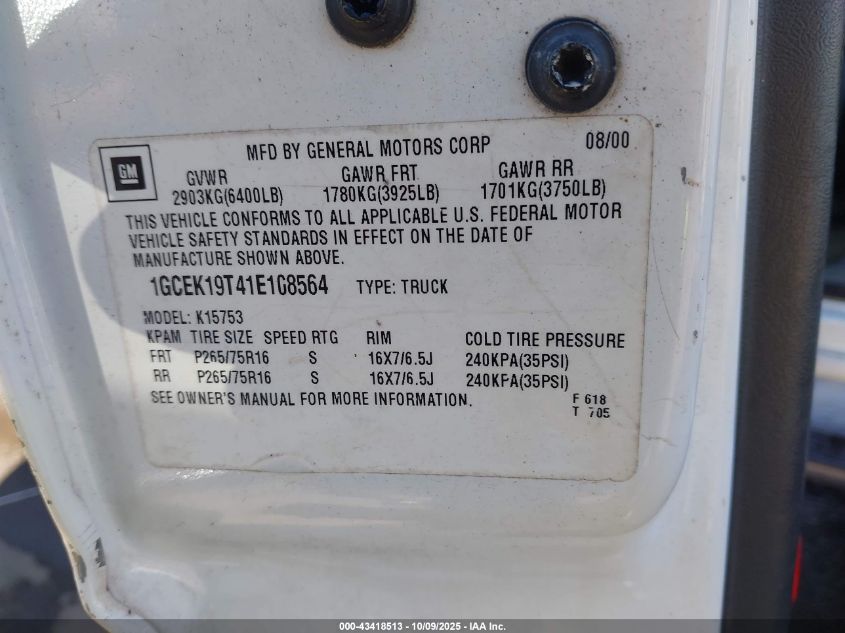 GM
MFD BY GENERAL MOTORS CORP 08/00
GVWR GAWR FRT GAWR RR
2903KG(6400LB) 1780KG(3925LB) 1701KG(3750LB)
THIS VEHICLE CONFORMS TO ALL APPLICABLE U.S. FEDERAL MOTOR
VEHICLE SAFETY STANDARDS IN EFFECT ON THE DATE OF
MANUFACTURE SHOWN ABOVE.
1GCEK19T41E108564 TYPE: TRUCK
MODEL: K15753
KPAM TIRE SIZE SPEED RTG RIM COLD TIRE PRESSURE
FRT P265/75R16 S 16X7/6.5J 240KPA(35PSI)
RR P265/75R16 S 16X7/6.5J 240KPA(35PSI)
SEE OWNER'S MANUAL FOR MORE INFORMATION.
F 618
T 705
000-43418513 - 10/09/2025 - IAA Inc.